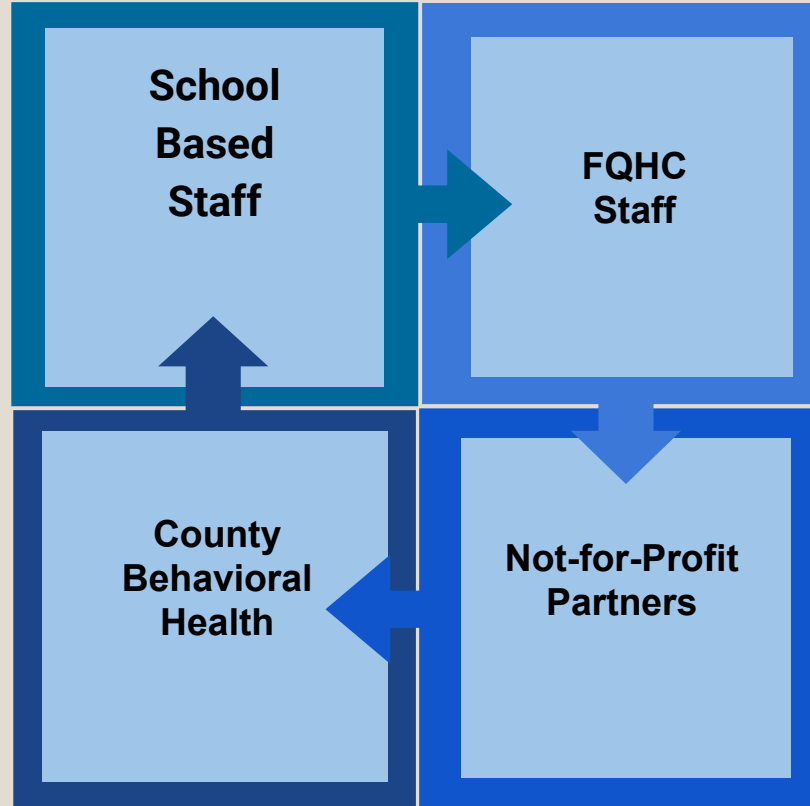 School
Based
Staff
FQHC
Staff
County
Behavioral
Health
Not-for-Profit
Partners